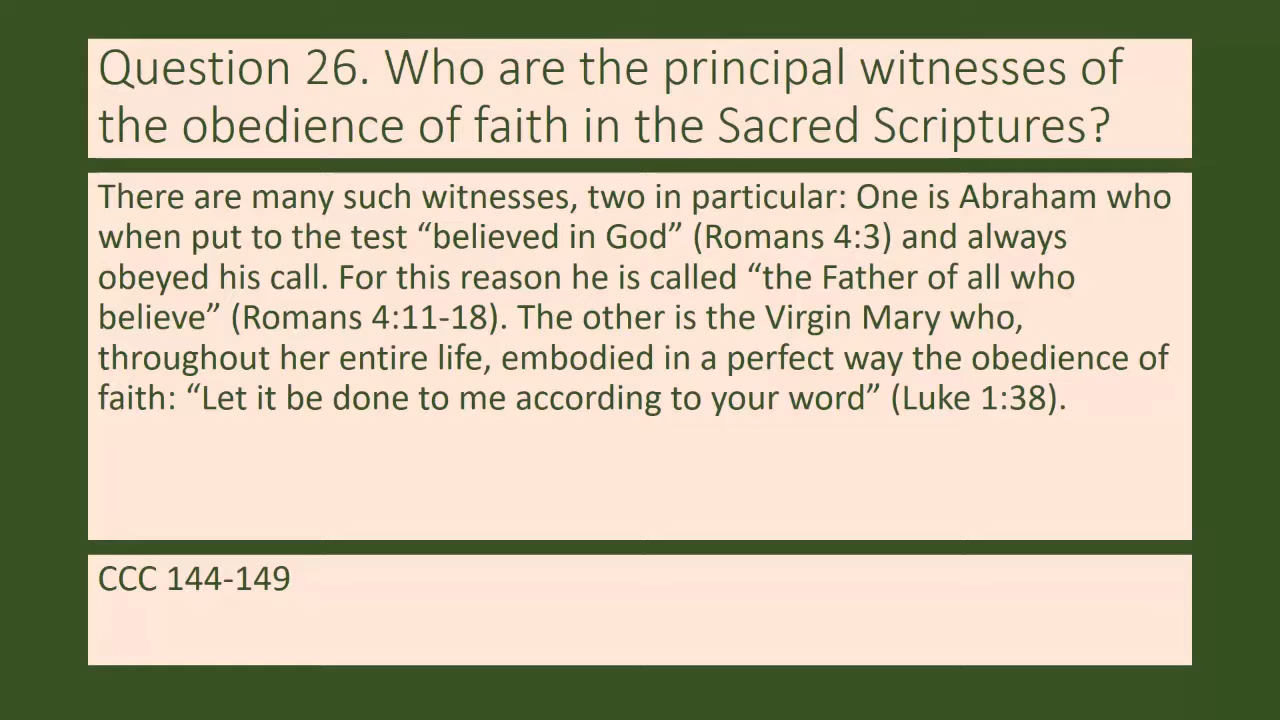 Question 26. Who are the principal witnesses of
the obedience of faith in the Sacred Scriptures?
There are many such witnesses, two in particular: One is Abraham who
when put to the test “believed in God” (Romans 4:3) and always
obeyed his call. For this reason he is called “the Father of all who
believe” (Romans 4:11-18). The other is the Virgin Mary who,
throughout her entire life, embodied in a perfect way the obedience of
faith: “Let it be done to me according to your word” (Luke 1:38).
CCC 144-149